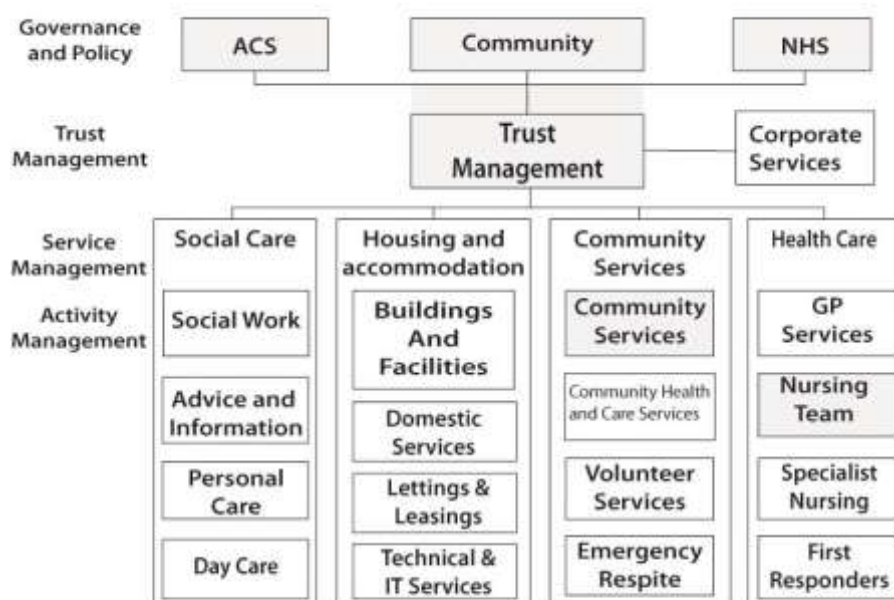 Governance
and Policy
ACS
Community
NHS
Trust
Management
Trust
Management
Corporate
Services
Service
Management
Social Care
Housing and
accommodation
Community
Services
Health Care
Activity
Management
Social Work
Buildings
And
Facilities
Community
Services
GP
Services
Advice and
Information
Domestic
Services
Community Health
and Care Services
Nursing
Team
Personal
Care
Lettings &
Leasings
Volunteer
Services
Specialist
Nursing
Day Care
Technical &
IT Services
Emergency
Respite
First
Responders